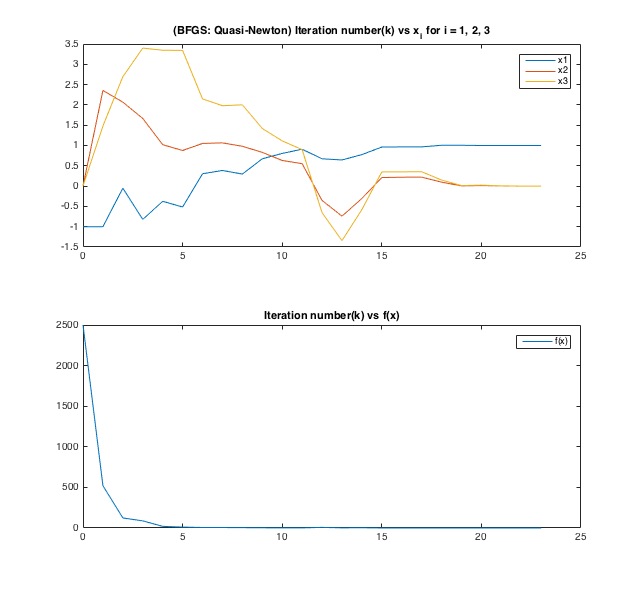 (BFGS: Quasi-Newton) Iteration number(k) vs x_i for i = 1, 2, 3
3.5
3
2.5
2
1.5
1
0.5
0
-0.5
-1
-1.5
x1
x2
x3
0 5 10 15 20 25
Iteration number(k) vs f(x)
2500
2000
1500
1000
500
0
f(x)
0 5 10 15 20 25